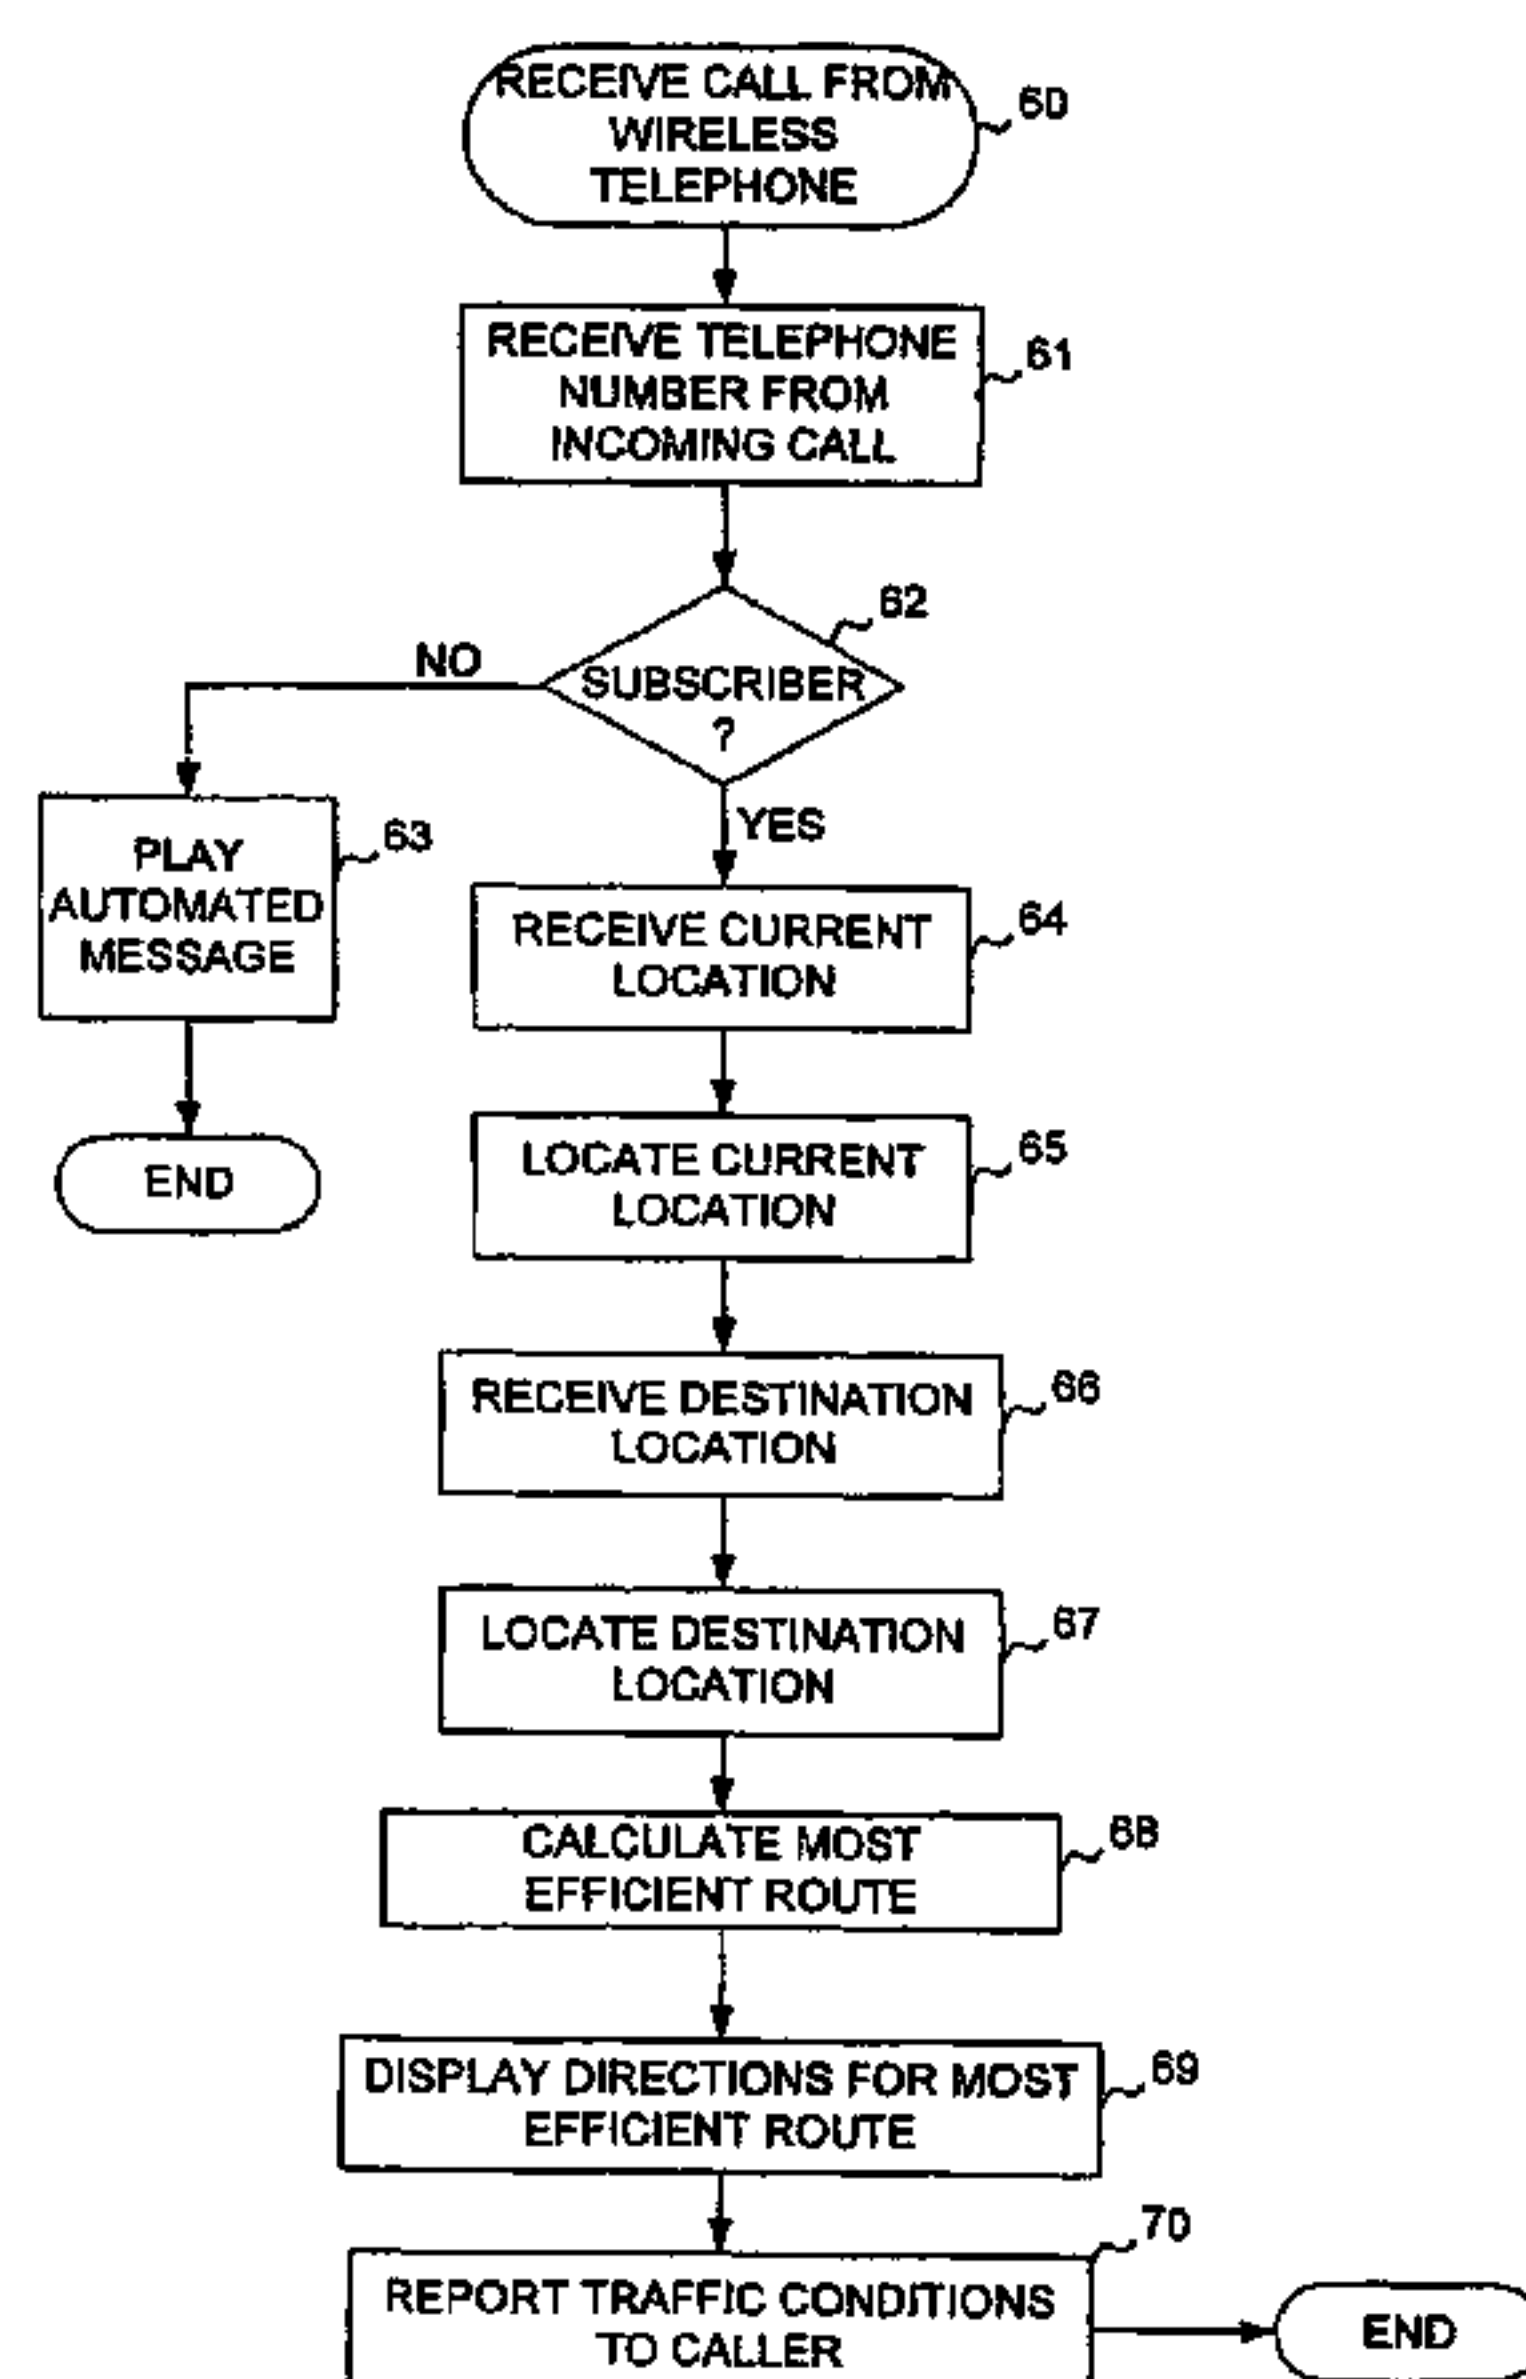 RECEIVE CALL FROM
WIRELESS
TELEPHONE
60
RECEIVE TELEPHONE
NUMBER FROM
INCOMING CALL
61
62
SUBSCRIBER
?
NO
YES
PLAY
AUTOMATED
MESSAGE
63
END
RECEIVE CURRENT
LOCATION
64
LOCATE CURRENT
LOCATION
65
RECEIVE DESTINATION
LOCATION
66
LOCATE DESTINATION
LOCATION
67
CALCULATE MOST
EFFICIENT ROUTE
68
DISPLAY DIRECTIONS FOR MOST
EFFICIENT ROUTE
69
70
REPORT TRAFFIC CONDITIONS
TO CALLER
END